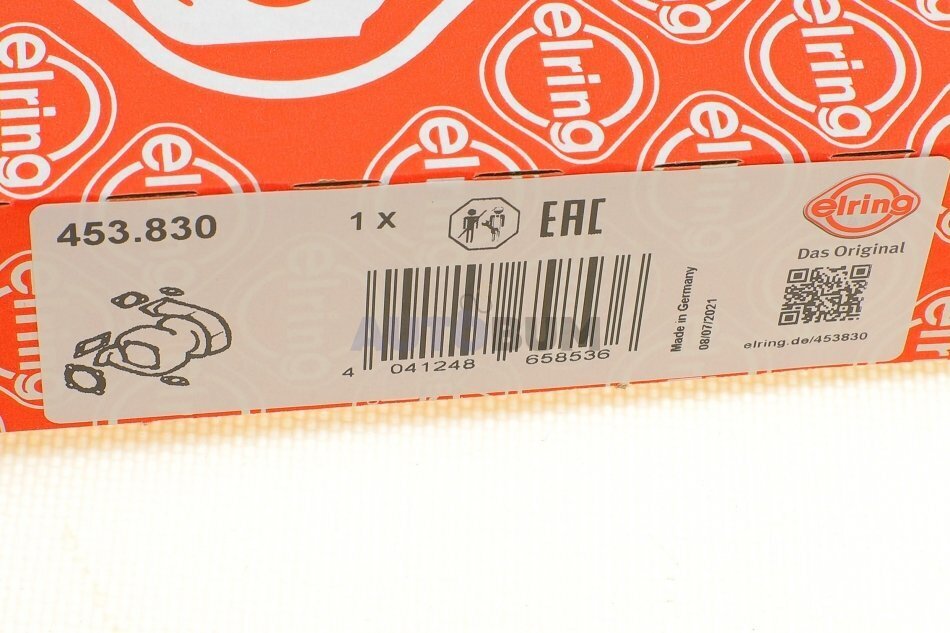 elring
elring
elring
elring
elring
elring
453.830
1 X
EAC
elring
Das Original
AUTOBUM
4 041248 658536
Made in Germany
08/07/2021
elring.de/453830